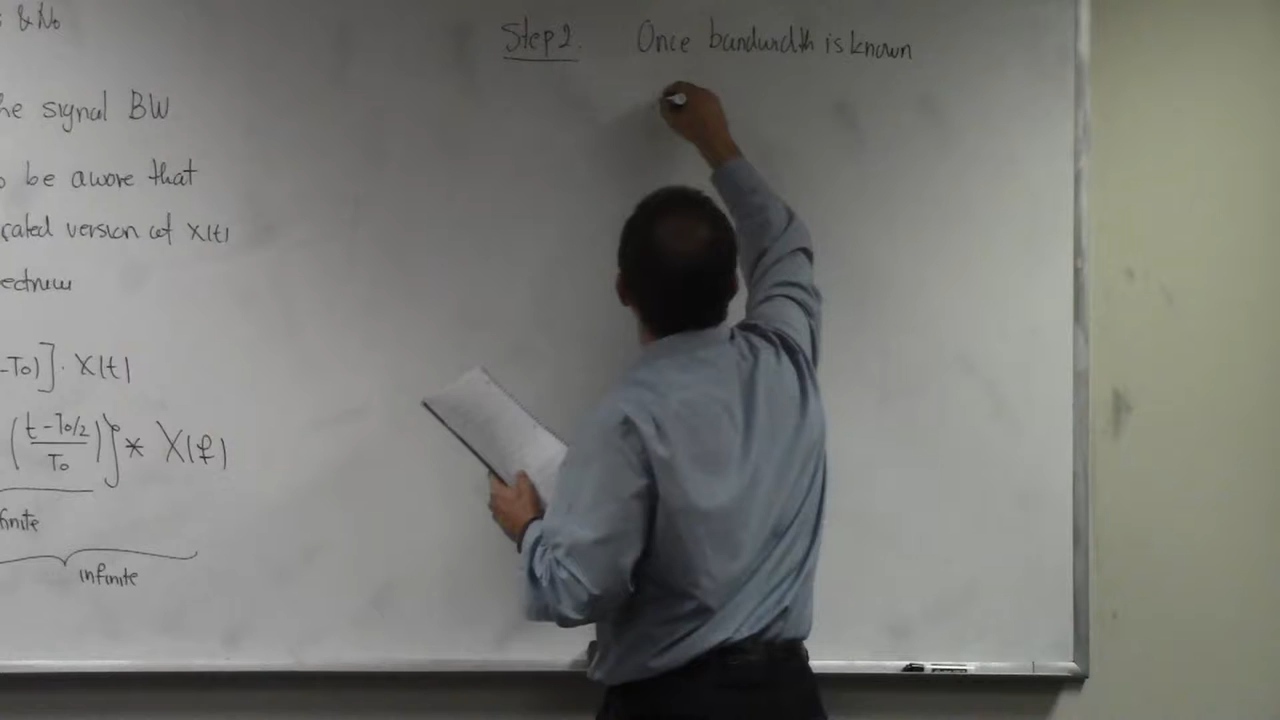 & No
he signal BW
o be aware that
cated version of x(t)
-To)] . x(t)
(t-To/2 / To)} * X(f)
finite
infinite
Step 2. Once bandwidth is known